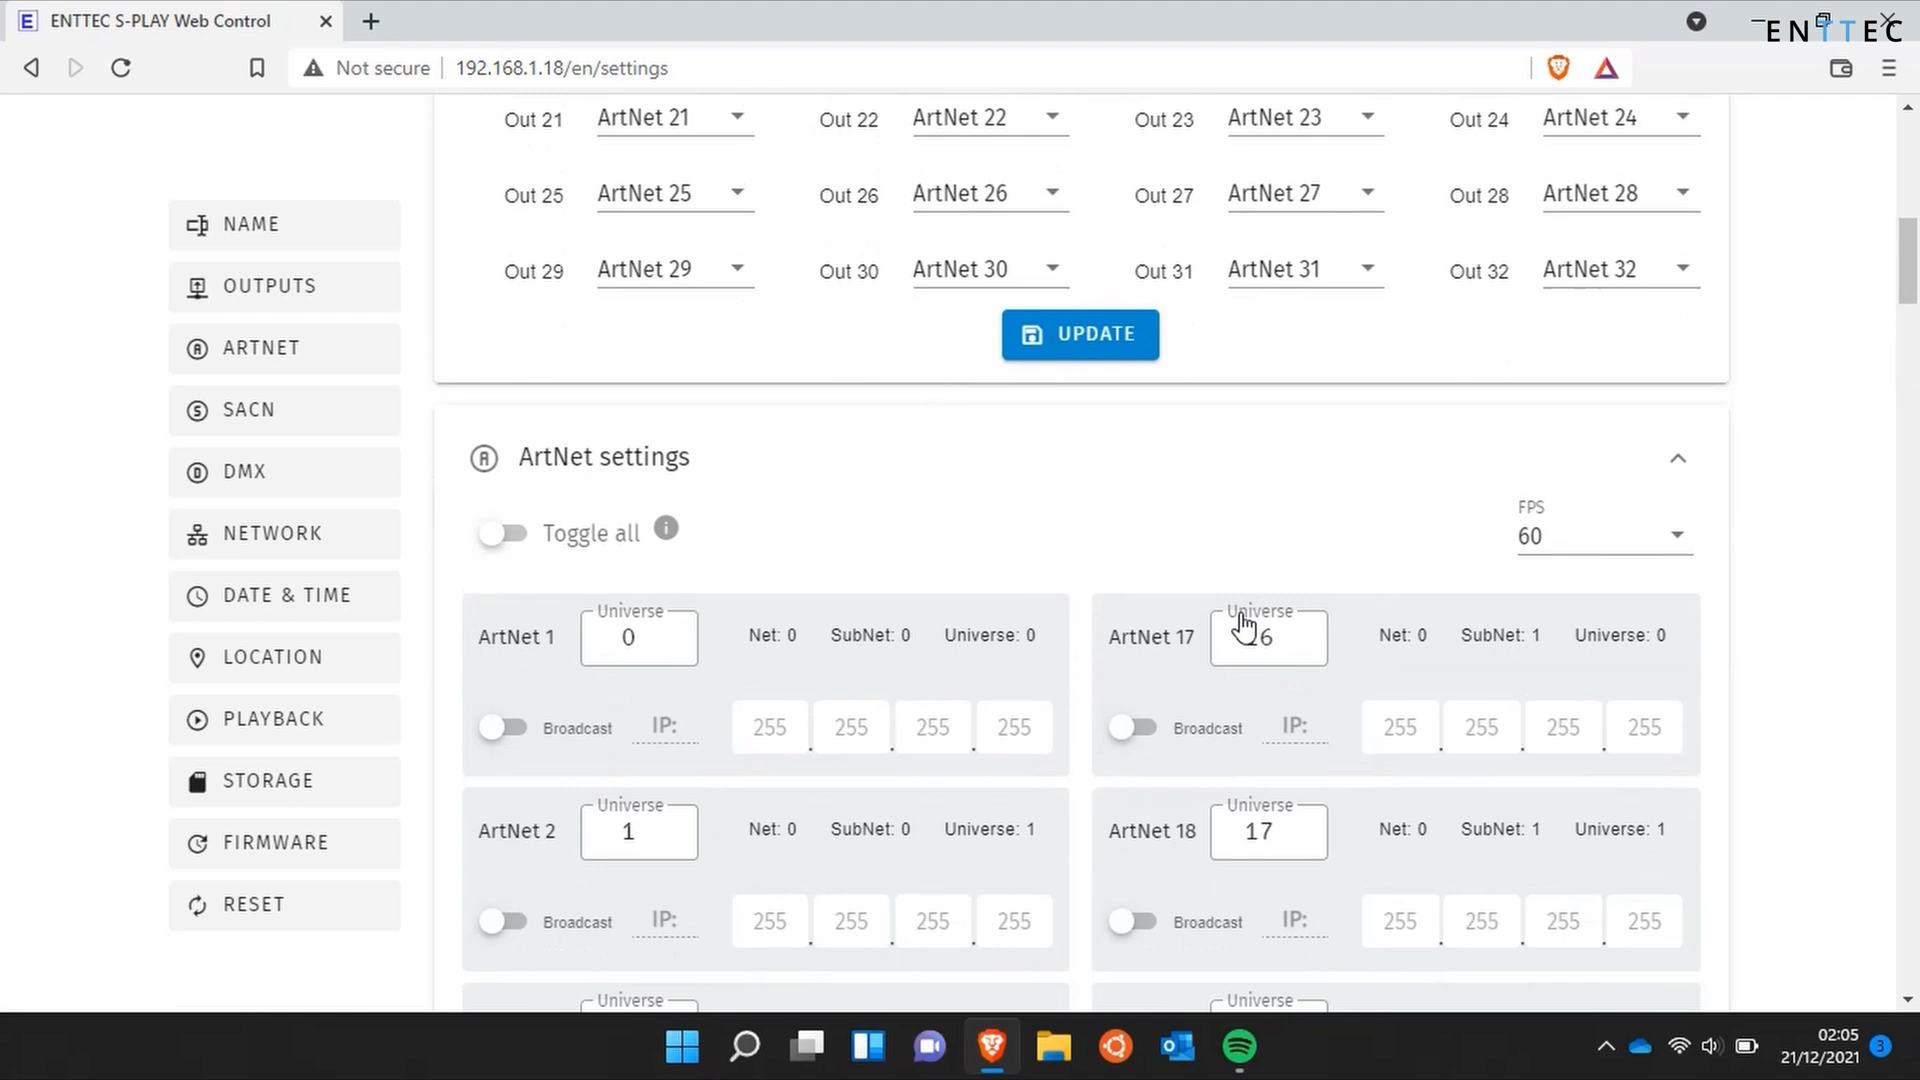 ENTTEC S-PLAY Web Control
ENTTEC
Not secure 192.168.1.18/en/settings
Out 21 ArtNet 21 Out 22 ArtNet 22 Out 23 ArtNet 23 Out 24 ArtNet 24
Out 25 ArtNet 25 Out 26 ArtNet 26 Out 27 ArtNet 27 Out 28 ArtNet 28
Out 29 ArtNet 29 Out 30 ArtNet 30 Out 31 ArtNet 31 Out 32 ArtNet 32
UPDATE
NAME
OUTPUTS
ARTNET
SACN
DMX
NETWORK
DATE & TIME
LOCATION
PLAYBACK
STORAGE
FIRMWARE
RESET
ArtNet settings
Toggle all
FPS
60
Universe
ArtNet 1 0 Net: 0 SubNet: 0 Universe: 0
Broadcast IP: 255 . 255 . 255 . 255
Universe
ArtNet 17 16 Net: 0 SubNet: 1 Universe: 0
Broadcast IP: 255 . 255 . 255 . 255
Universe
ArtNet 2 1 Net: 0 SubNet: 0 Universe: 1
Broadcast IP: 255 . 255 . 255 . 255
Universe
ArtNet 18 17 Net: 0 SubNet: 1 Universe: 1
Broadcast IP: 255 . 255 . 255 . 255
Universe
Universe
02:05
21/12/2021
3